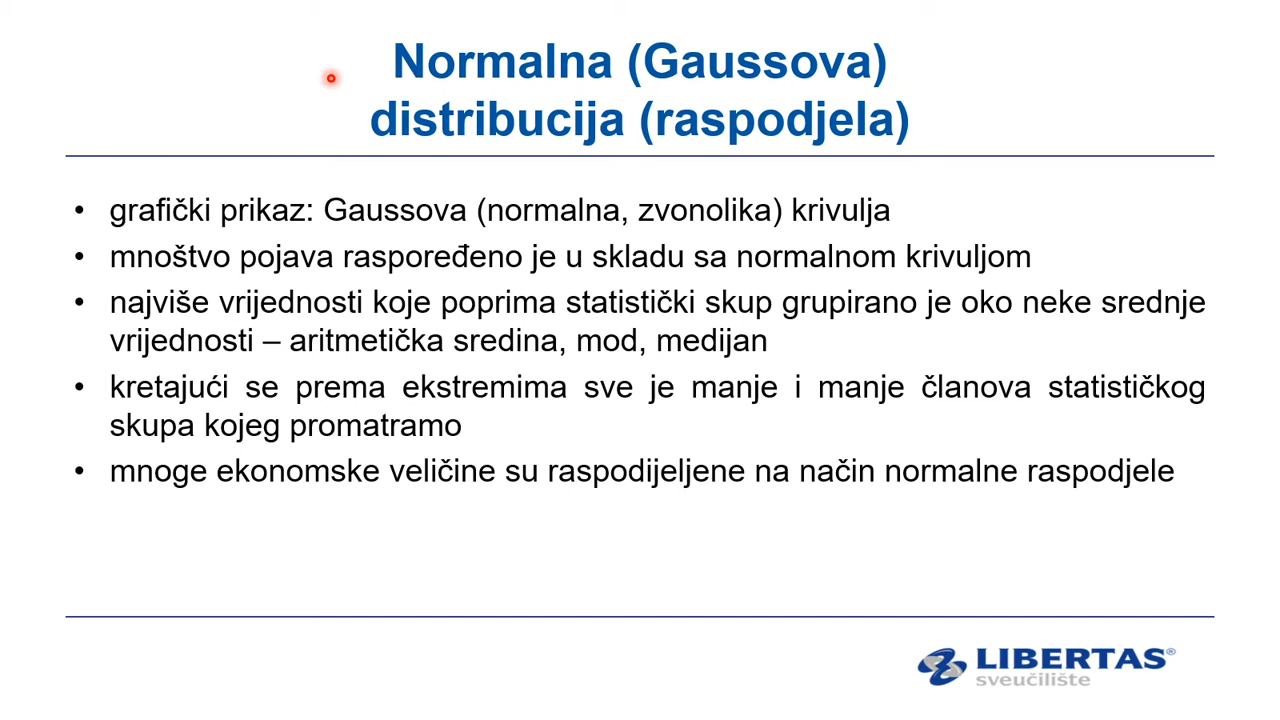 Normalna (Gaussova)
distribucija (raspodjela)
• grafički prikaz: Gaussova (normalna, zvonolika) krivulja
• mnoštvo pojava raspoređeno je u skladu sa normalnom krivuljom
• najviše vrijednosti koje poprima statistički skup grupirano je oko neke srednje
vrijednosti – aritmetička sredina, mod, medijan
• kretajući se prema ekstremima sve je manje i manje članova statističkog
skupa kojeg promatramo
• mnoge ekonomske veličine su raspodijeljene na način normalne raspodjele
LIBERTAS®
sveučilište